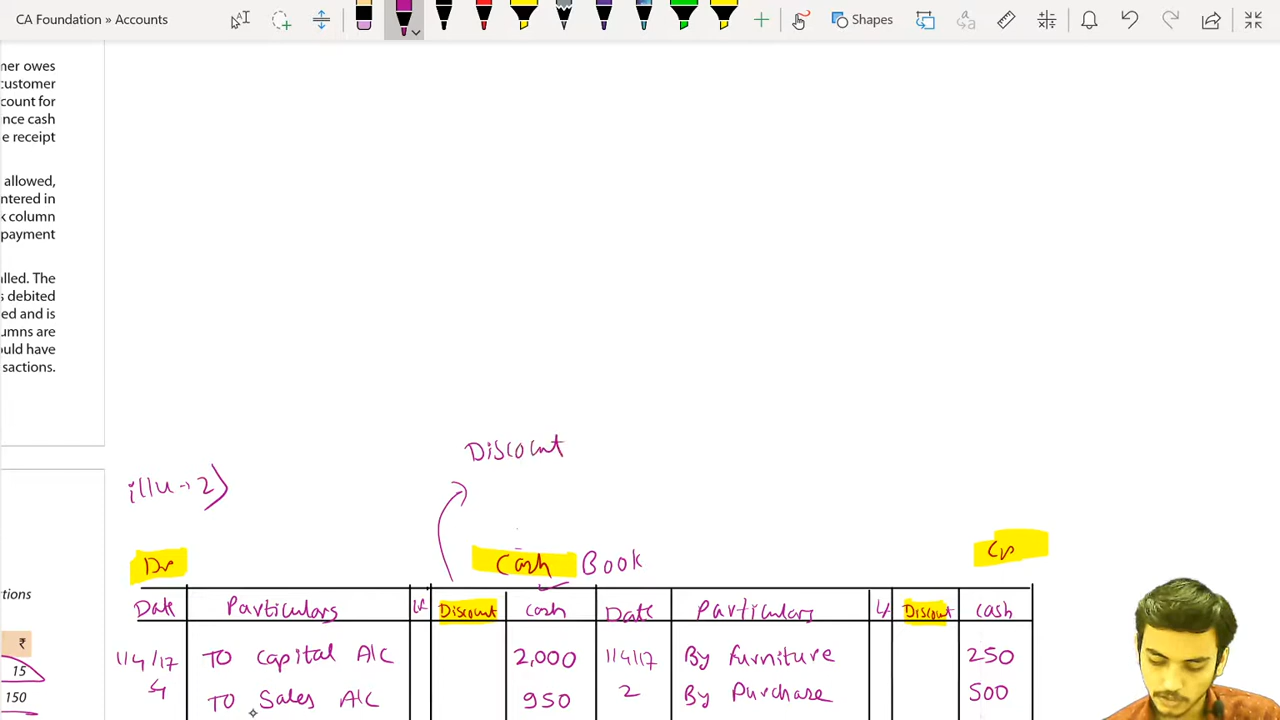 CA Foundation » Accounts
Shapes
ner owes
customer
count for
nce cash
e receipt
allowed,
ntered in
k column
payment
lled. The
s debited
ed and is
umns are
ould have
sactions.
Discount
illu → 2)
Dr
Cash Book
Cr
Date Particulars Lf Discount Cash Date Particulars Lf Discount Cash
1/4/17 To Capital A/C 2,000 1/4/17 By Furniture 250
4 To Sales A/C 950 2 By Purchase 500
tions
₹
15
150